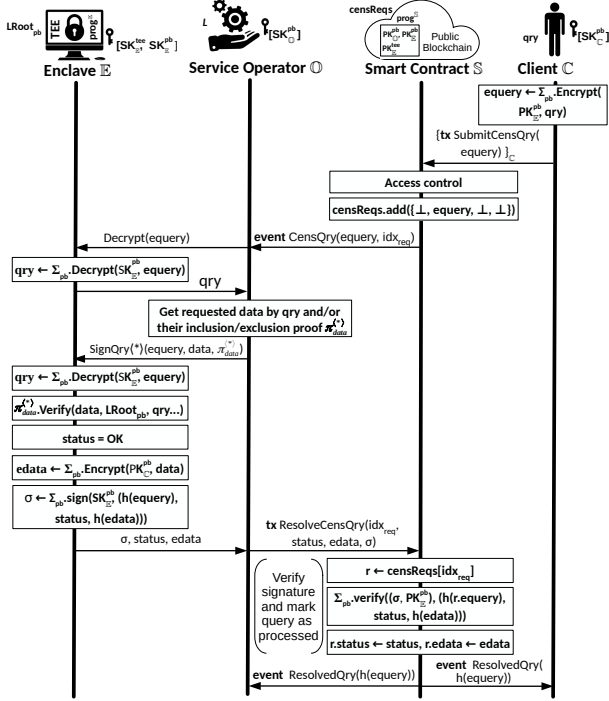 LRoot_pb
TEE
prog^𝔼
[SK_𝔼^tee, SK_𝔼^pb]
Enclave 𝔼
L
[SK_𝕆^pb]
Service Operator 𝕆
censReqs
prog^𝕊
PK_𝕆^pb, PK_𝔼^pb
PK_𝔼^tee
Public
Blockchain
Smart Contract 𝕊
qry
[SK_ℂ^pb]
Client ℂ
equery ← Σ_pb.Encrypt(
PK_𝔼^pb, qry)
{tx SubmitCensQry(
equery) }_ℂ
Access control
censReqs.add({⊥, equery, ⊥, ⊥})
event CensQry(equery, idx_req)
Decrypt(equery)
qry ← Σ_pb.Decrypt(SK_𝔼^pb, equery)
qry
Get requested data by qry and/or
their inclusion/exclusion proof π_data^(*)
SignQry(*)(equery, data, π_data^(*))
qry ← Σ_pb.Decrypt(SK_𝔼^pb, equery)
π_data^(*).Verify(data, LRoot_pb, qry...)
status = OK
edata ← Σ_pb.Encrypt(PK_ℂ^pb, data)
σ ← Σ_pb.sign(SK_𝔼^pb, (h(equery),
status, h(edata)))
σ, status, edata
tx ResolveCensQry(idx_req,
status, edata, σ)
Verify
signature
and mark
query as
processed
r ← censReqs[idx_req]
Σ_pb.verify((σ, PK_𝔼^pb), (h(r.equery),
status, h(edata)))
r.status ← status, r.edata ← edata
event ResolvedQry(h(equery))
event ResolvedQry(
h(equery))